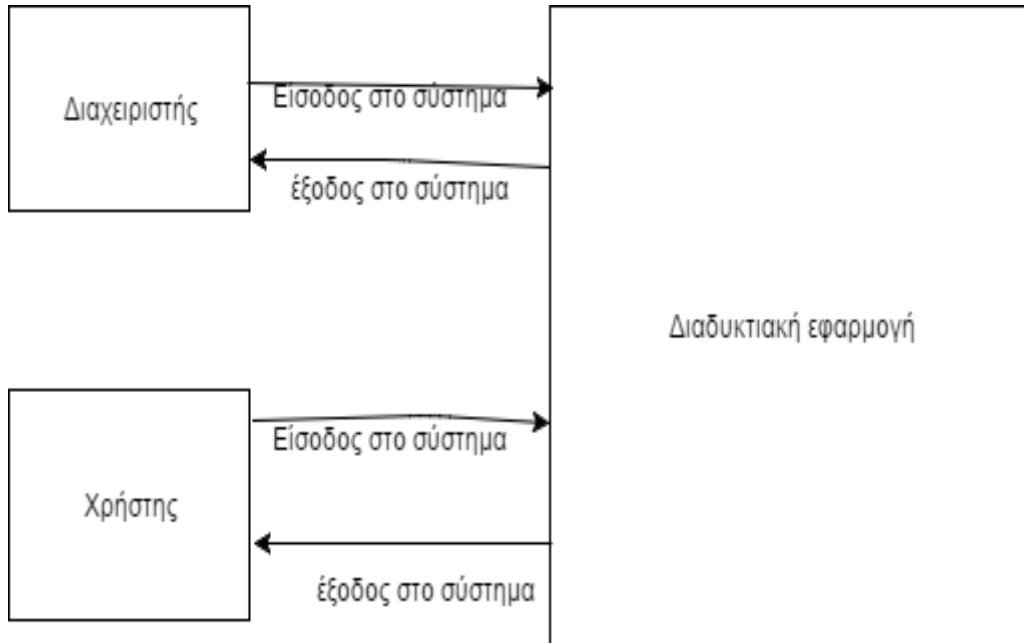 Διαχειριστής
Είσοδος στο σύστημα
έξοδος στο σύστημα
Διαδυκτιακή εφαρμογή
Χρήστης
Είσοδος στο σύστημα
έξοδος στο σύστημα